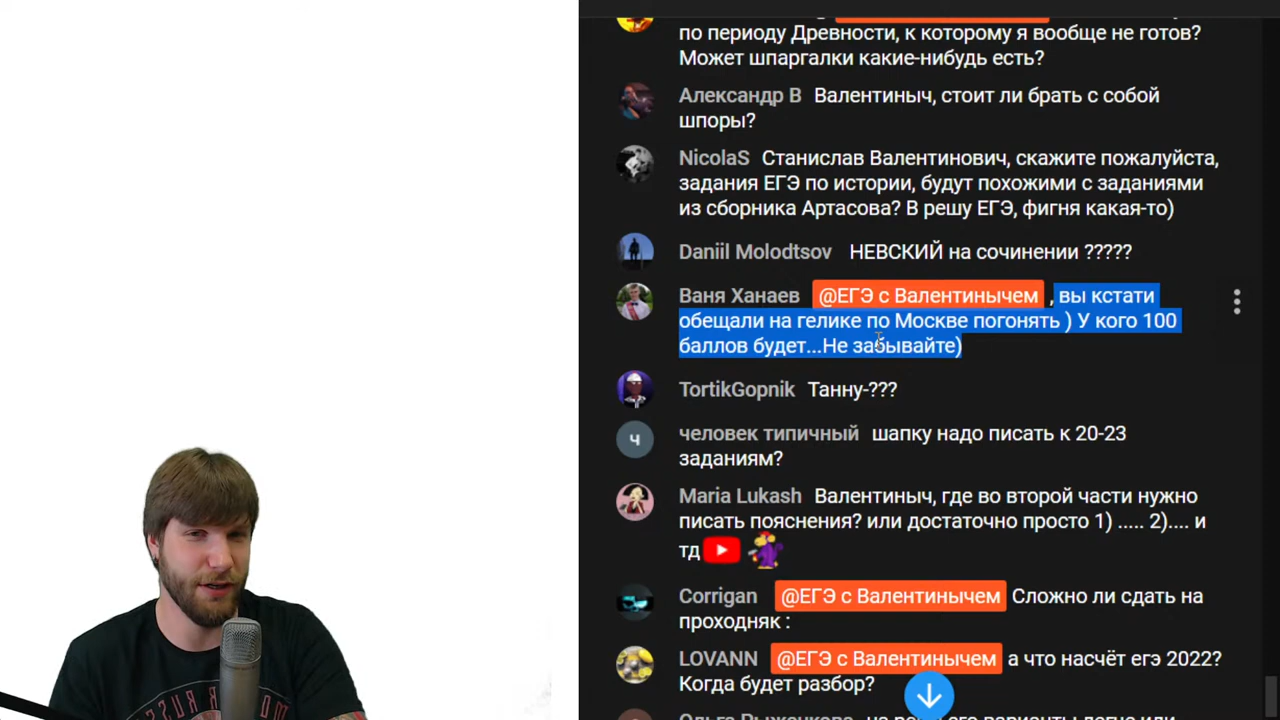 по периоду Древности, к которому я вообще не готов?
Может шпаргалки какие-нибудь есть?
Александр В Валентиныч, стоит ли брать с собой
шпоры?
NicolaS Станислав Валентинович, скажите пожалуйста,
задания ЕГЭ по истории, будут похожими с заданиями
из сборника Артасова? В решу ЕГЭ, фигня какая-то)
Daniil Molodtsov НЕВСКИЙ на сочинении ?????
Ваня Ханаев @ЕГЭ с Валентинычем , вы кстати
обещали на гелике по Москве погонять ) У кого 100
баллов будет...Не забывайте)
TortikGopnik Танну-???
Ч человек типичный шапку надо писать к 20-23
заданиям?
Maria Lukash Валентиныч, где во второй части нужно
писать пояснения? или достаточно просто 1) ..... 2).... и
тд
Corrigan @ЕГЭ с Валентинычем Сложно ли сдать на
проходняк :
LOVANN @ЕГЭ с Валентинычем а что насчёт егэ 2022?
Когда будет разбор?